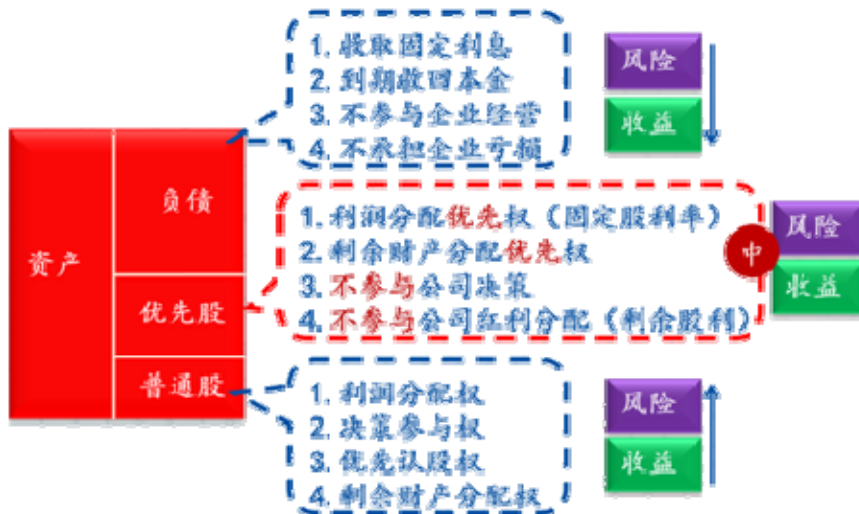 1. 收取固定利息
2. 到期收回本金
3. 不参与企业经营
4. 不承担企业亏损
风险
收益
资产
负债
优先股
普通股
1. 利润分配优先权（固定股利率）
2. 剩余财产分配优先权
3. 不参与公司决策
4. 不参与公司红利分配（剩余股利）
中
风险
收益
1. 利润分配权
2. 决策参与权
3. 优先认股权
4. 剩余财产分配权
风险
收益